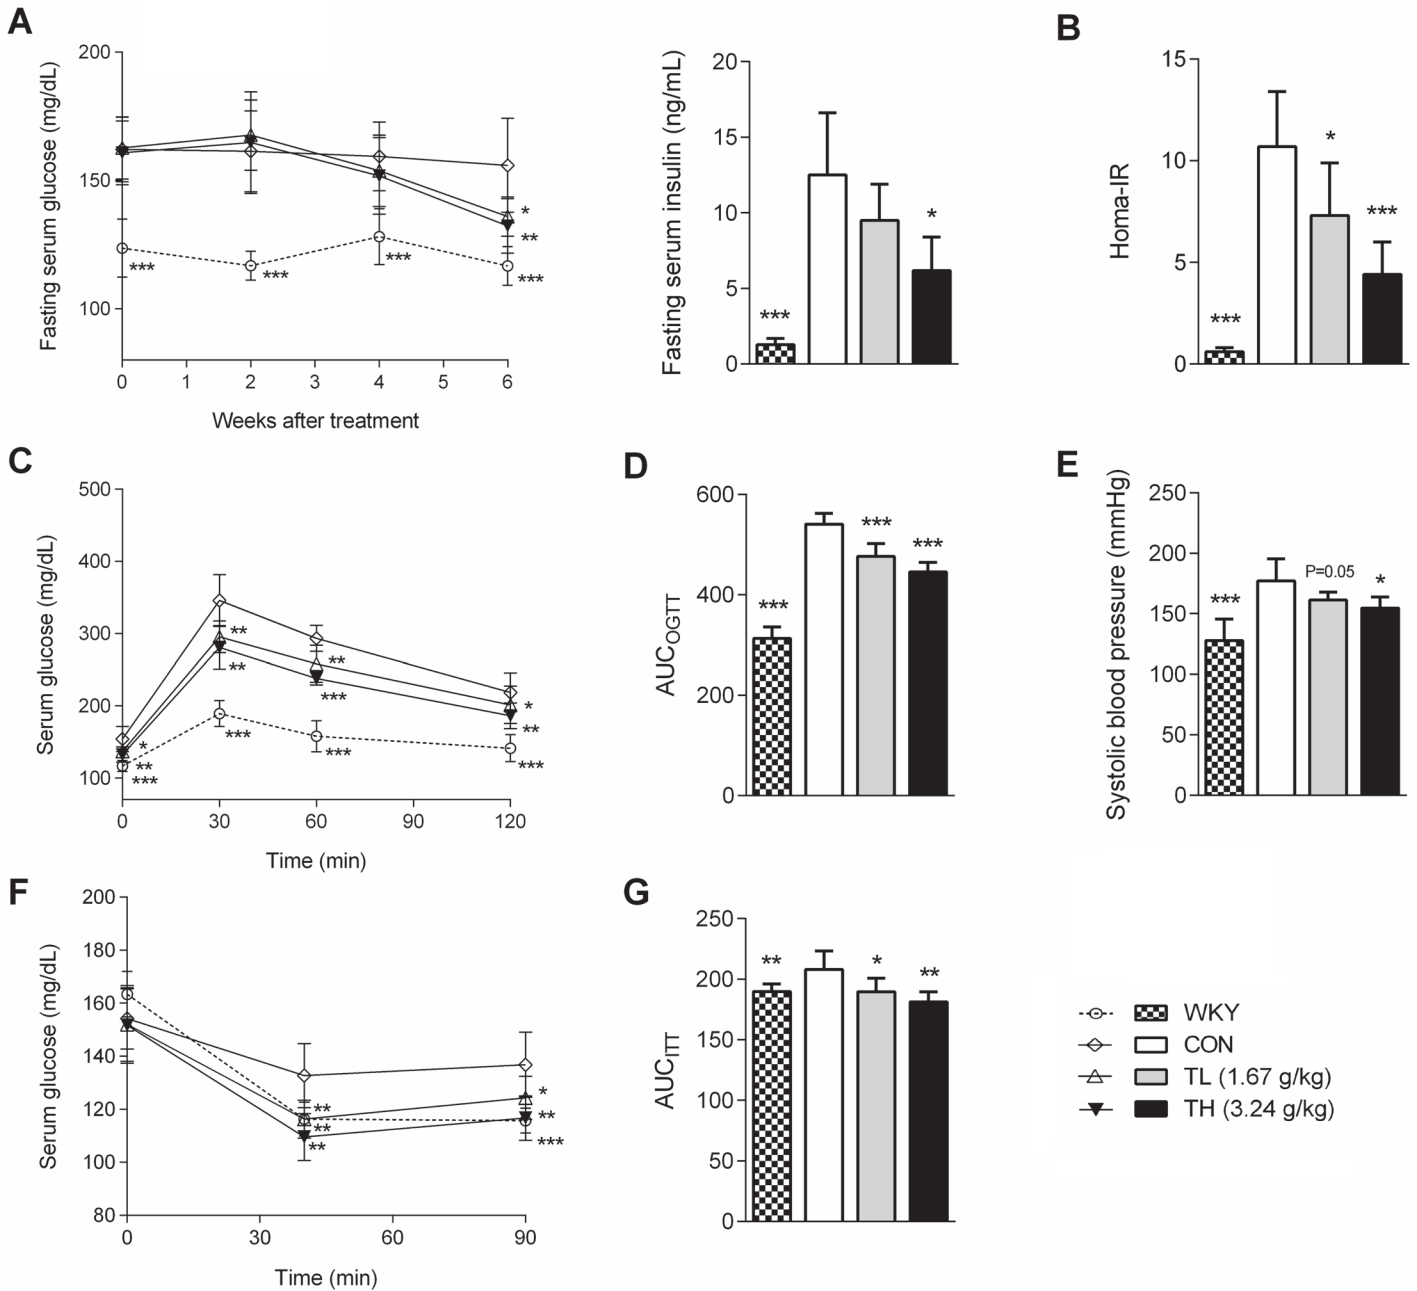 A
Fasting serum glucose (mg/dL)
200
150
100
***
***
***
*
**
***
0 1 2 3 4 5 6
Weeks after treatment
Fasting serum insulin (ng/mL)
20
15
10
5
0
***
*
B
Homa-IR
15
10
5
0
***
*
***
C
Serum glucose (mg/dL)
500
400
300
200
100
*
**
***
**
**
***
**
***
***
*
**
***
0 30 60 90 120
Time (min)
D
AUCOGTT
600
400
200
0
***
***
***
E
Systolic blood pressure (mmHg)
250
200
150
100
50
0
***
P=0.05
*
F
Serum glucose (mg/dL)
200
180
160
140
120
100
80
**
**
**
*
**
***
0 30 60 90
Time (min)
G
AUCITT
250
200
150
100
50
0
**
*
**
WKY
CON
TL (1.67 g/kg)
TH (3.24 g/kg)